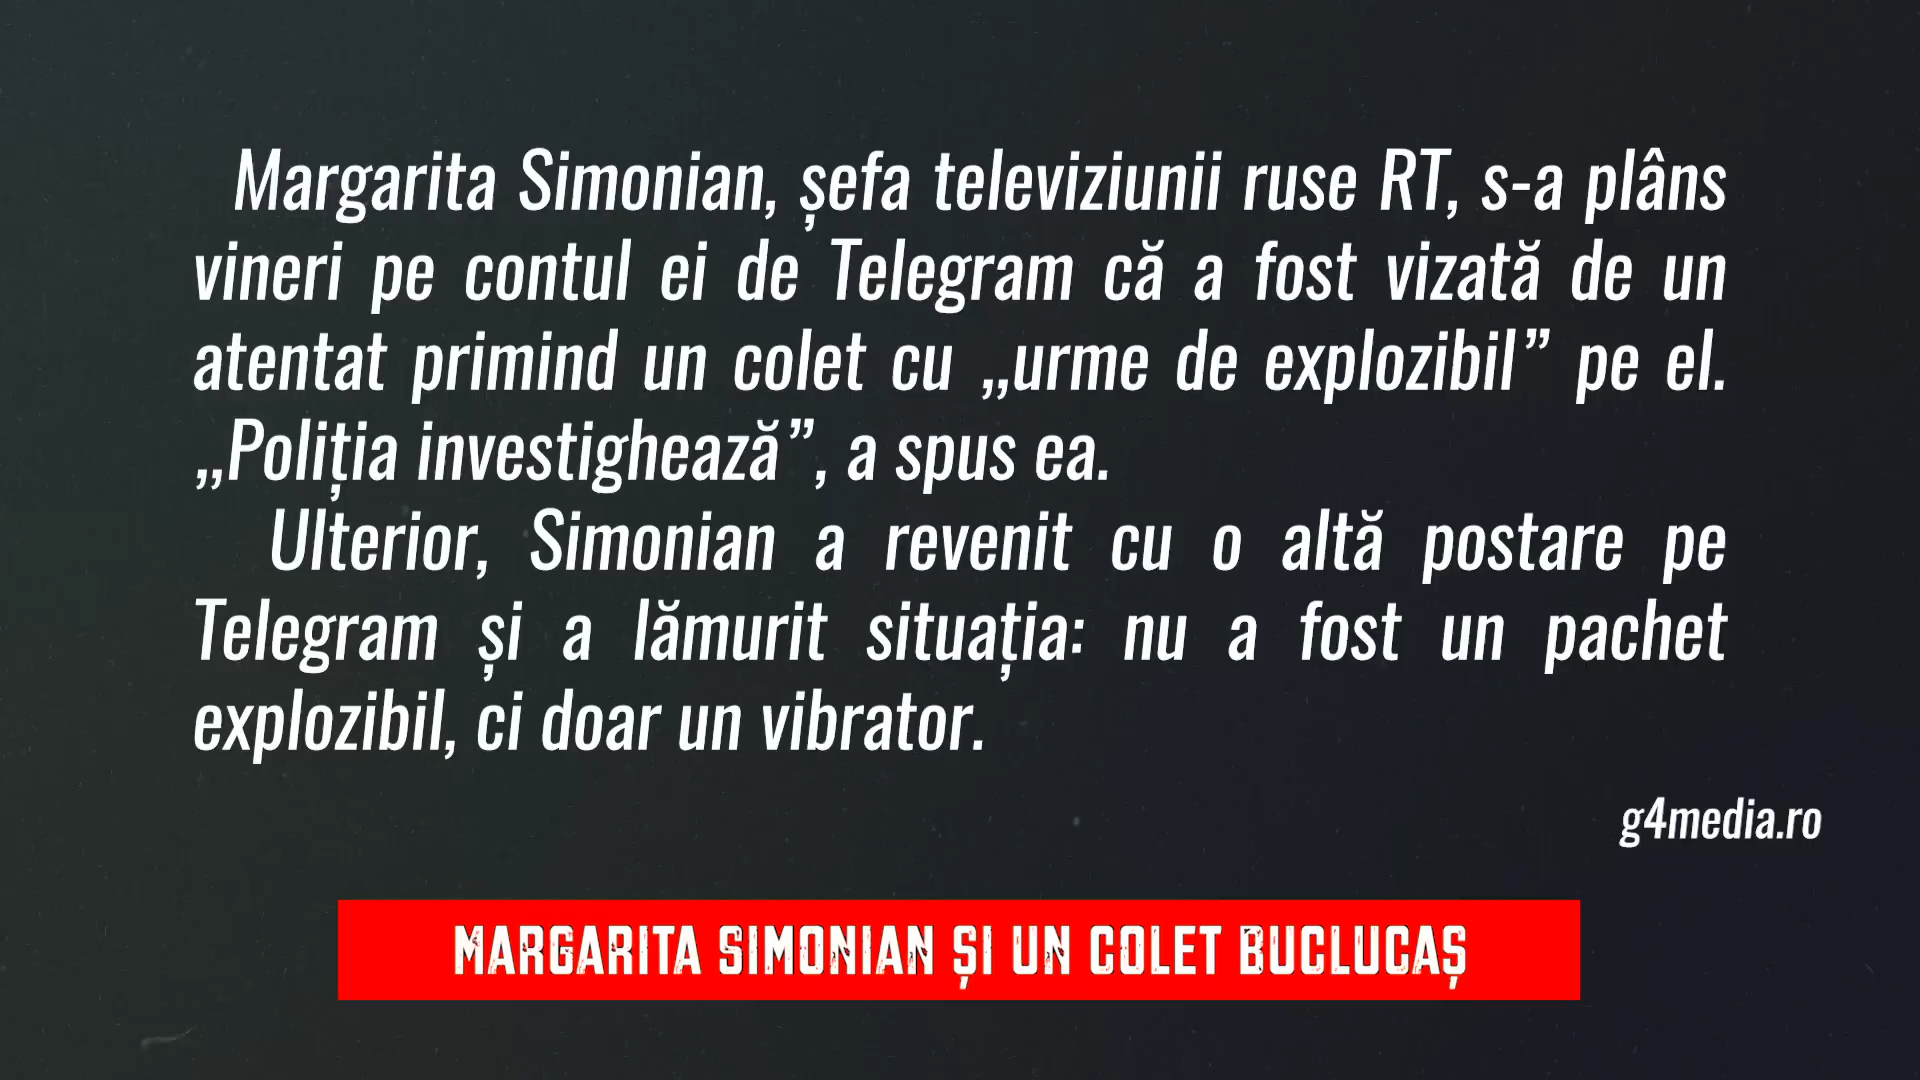 Margarita Simonian, șefa televiziunii ruse RT, s-a plâns
vineri pe contul ei de Telegram că a fost vizată de un
atentat primind un colet cu „urme de explozibil” pe el.
„Poliția investighează”, a spus ea.
Ulterior, Simonian a revenit cu o altă postare pe
Telegram și a lămurit situația: nu a fost un pachet
explozibil, ci doar un vibrator.
g4media.ro
MARGARITA SIMONIAN ȘI UN COLET BUCLUCAȘ